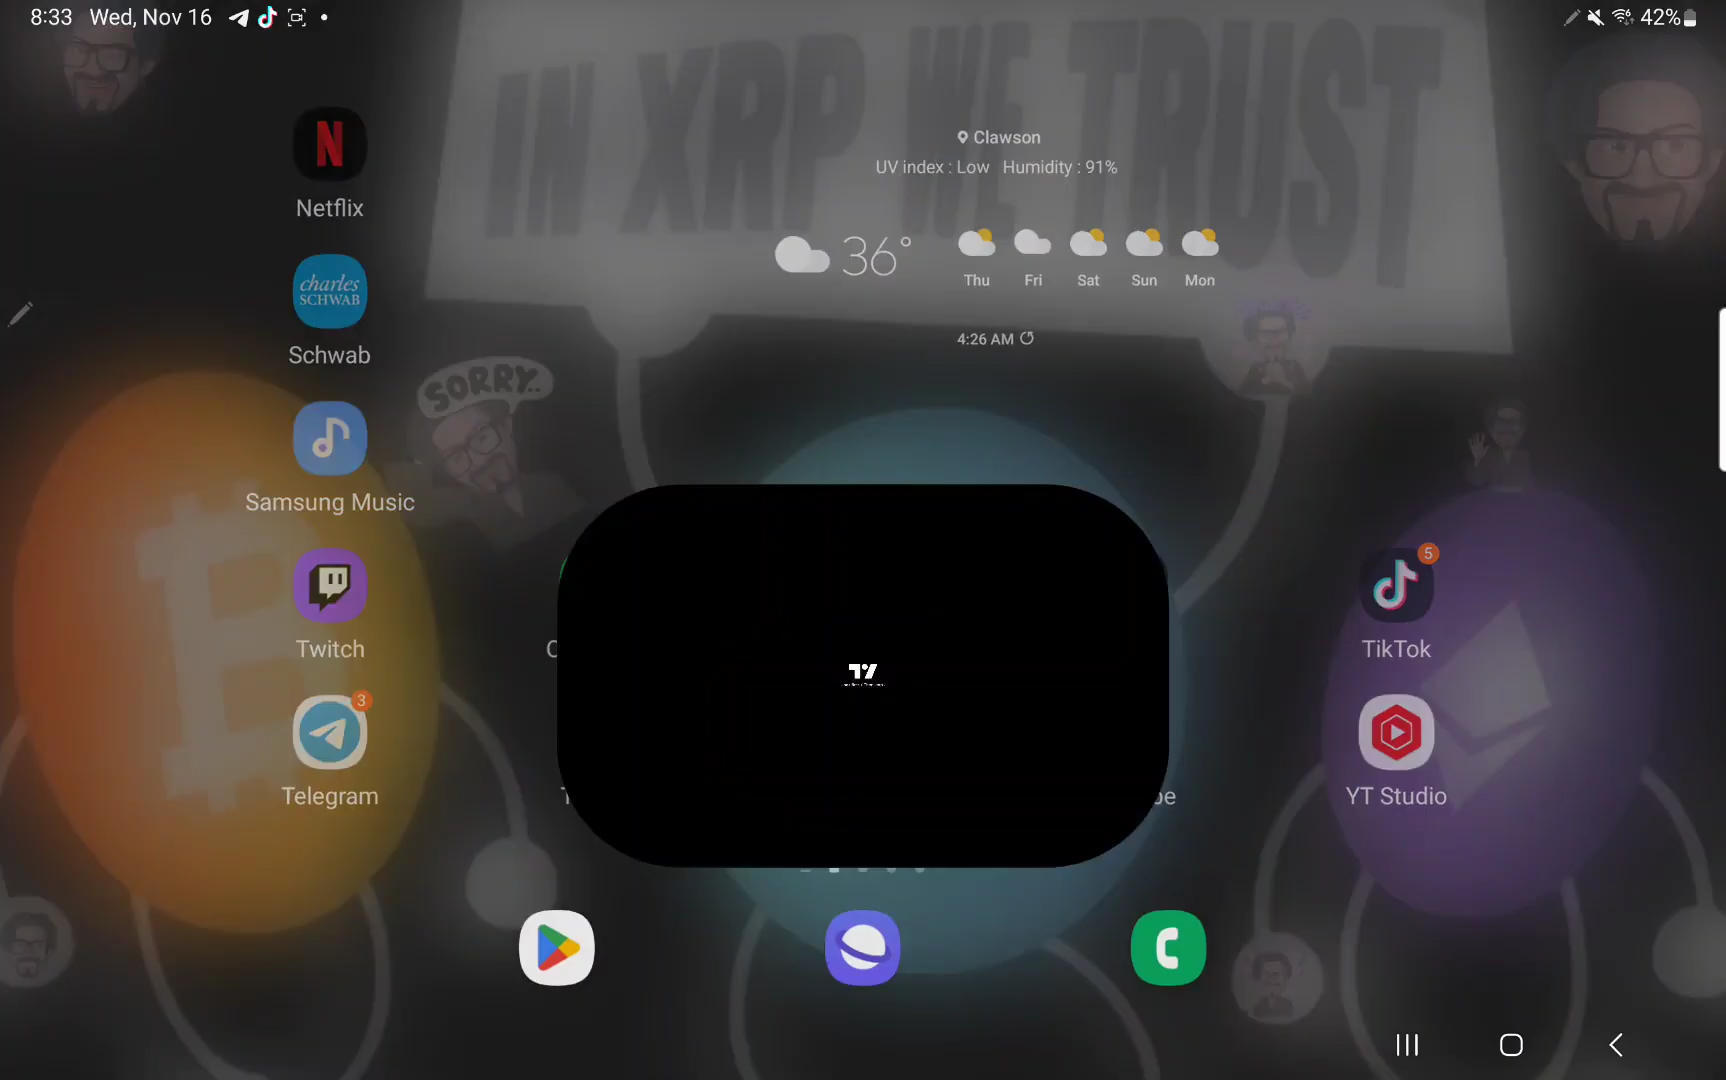 8:33 Wed, Nov 16
42%
IN XRP WE TRUST
Clawson
UV index : Low Humidity : 91%
36°
Thu Fri Sat Sun Mon
4:26 AM
N
Netflix
charles
SCHWAB
Schwab
SORRY..
Samsung Music
5
Twitch
TikTok
3
Telegram
YT Studio